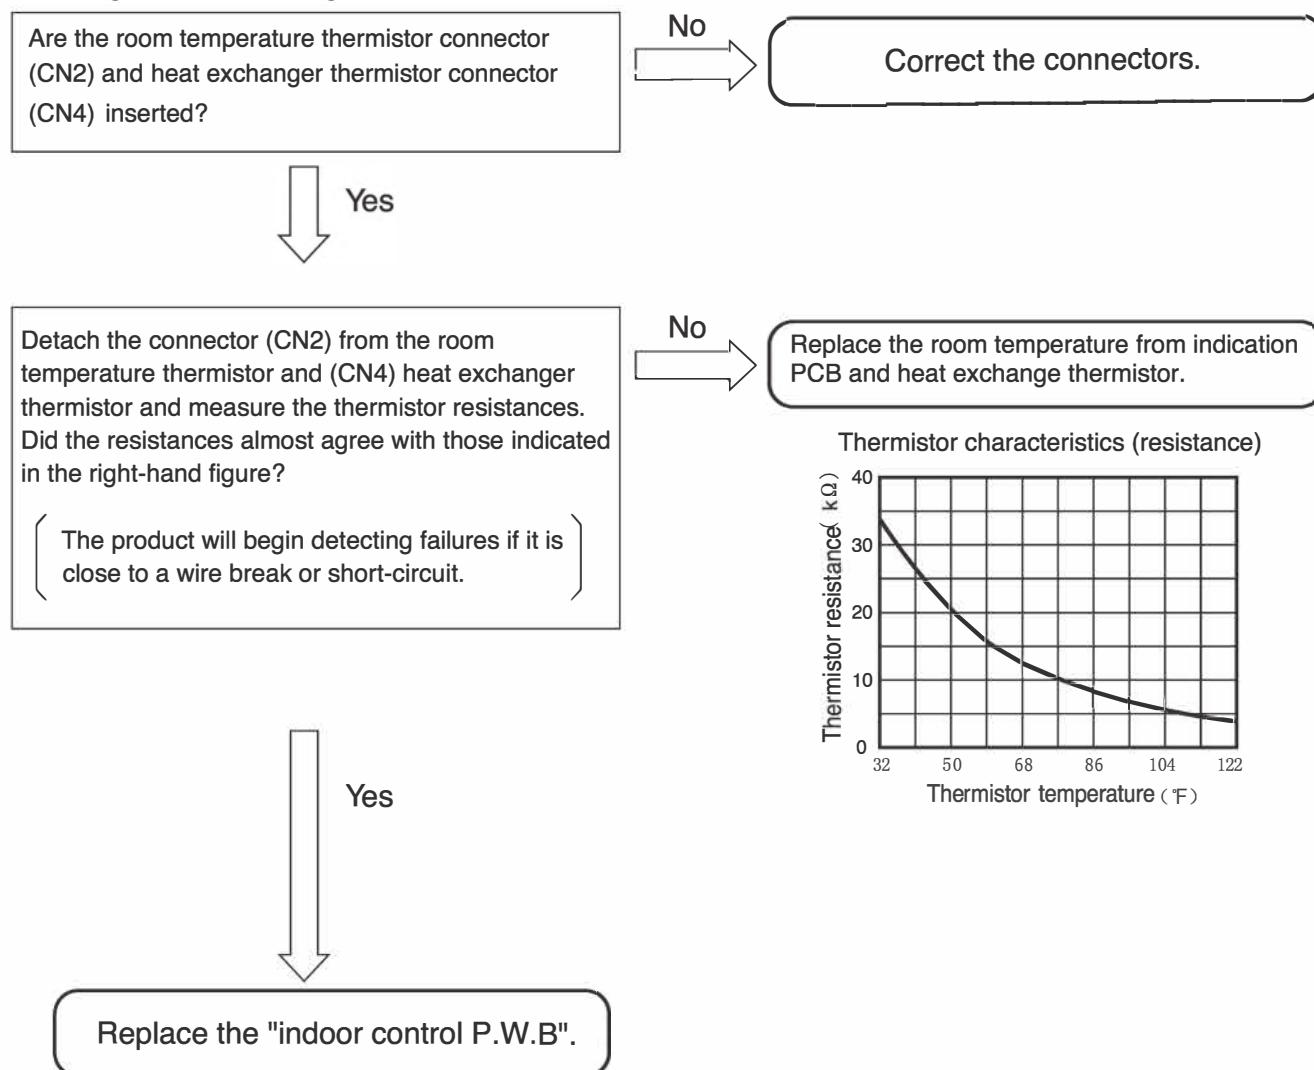 Are the room temperature thermistor connector
(CN2) and heat exchanger thermistor connector
(CN4) inserted?
No
Correct the connectors.
Yes
Detach the connector (CN2) from the room
temperature thermistor and (CN4) heat exchanger
thermistor and measure the thermistor resistances.
Did the resistances almost agree with those indicated
in the right-hand figure?
The product will begin detecting failures if it is
close to a wire break or short-circuit.
No
Replace the room temperature from indication
PCB and heat exchange thermistor.
Thermistor characteristics (resistance)
Thermistor resistance( kΩ)
40
30
20
10
0
32 50 68 86 104 122
Thermistor temperature (℉)
Yes
Replace the "indoor control P.W.B".